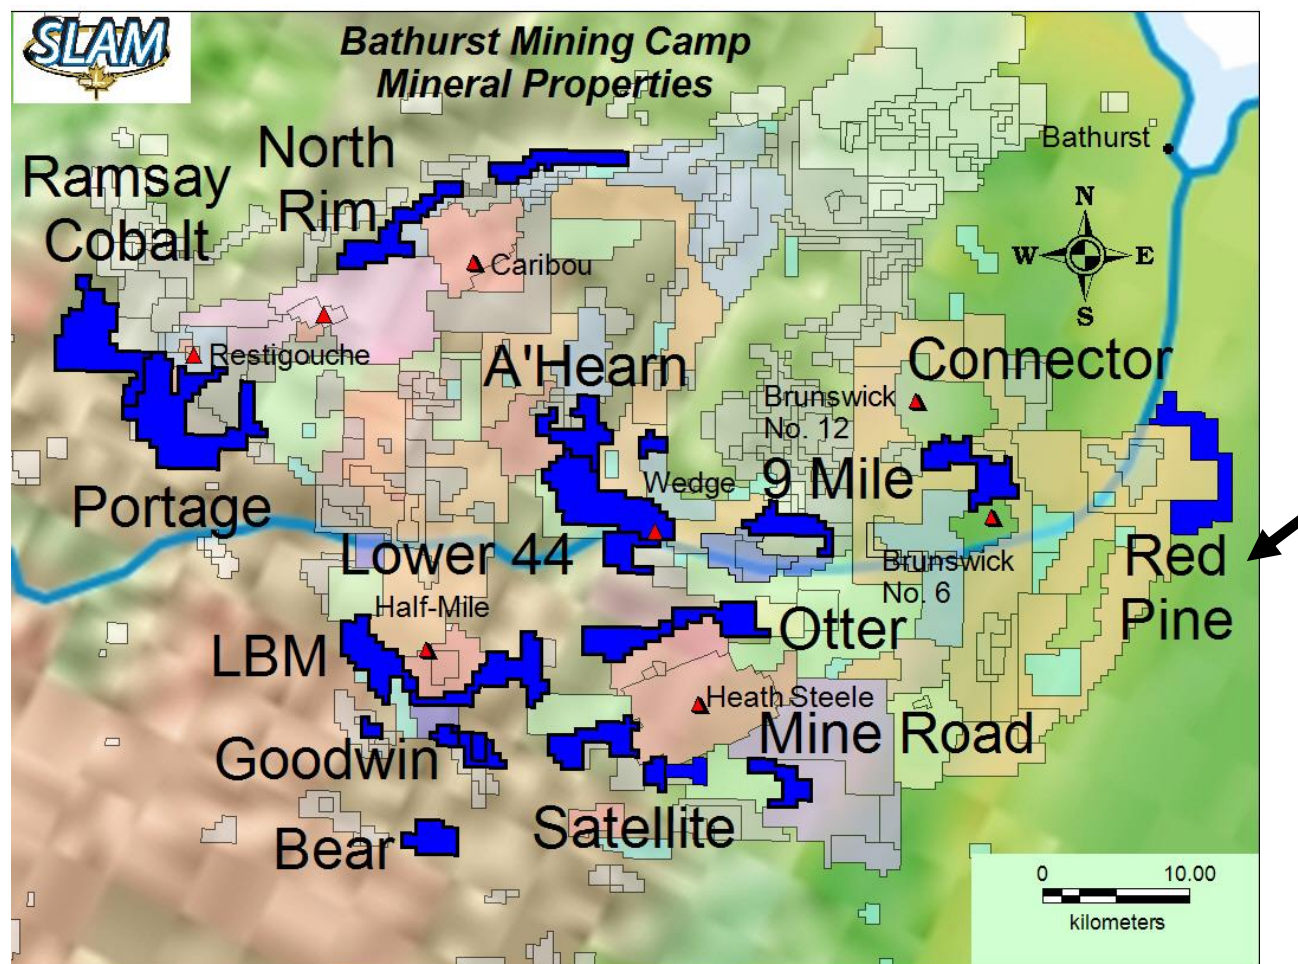 SLAM
Bathurst Mining Camp
Mineral Properties
Bathurst
North
Rim
Ramsay
Cobalt
N
W
E
S
Caribou
Restigouche
A'Hearn
Connector
Brunswick
No. 12
Wedge
9 Mile
Portage
Lower 44
Brunswick
No. 6
Red
Pine
Half-Mile
LBM
Otter
Heath Steele
Mine Road
Goodwin
Satellite
Bear
0
10.00
kilometers